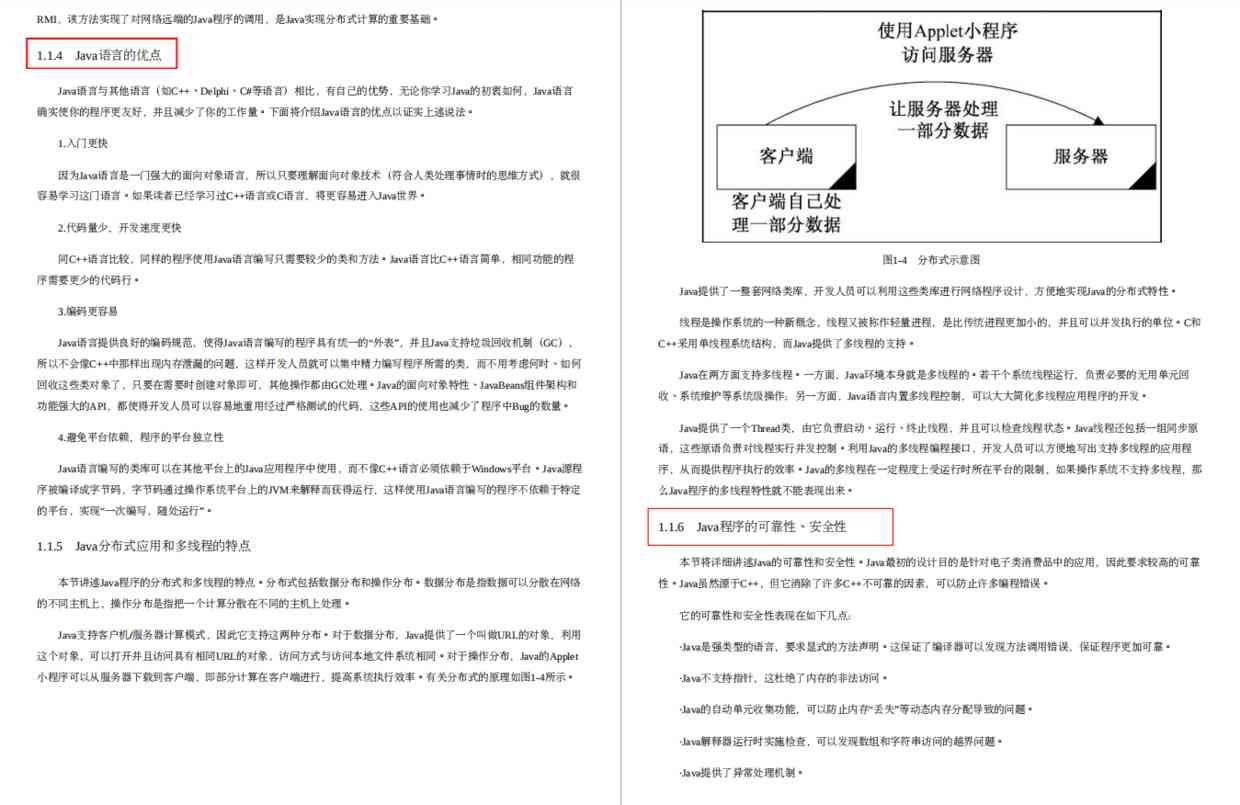 RMI，该方法实现了对网络远端的Java程序的调用，是Java实现分布式计算的重要基础。
1.1.4 Java语言的优点
Java语言与其他语言（如C++、Delphi、C#等语言）相比，有自己的优势，无论你学习Java的初衷如何，Java语言
确实使你的程序更友好，并且减少了你的工作量。下面将介绍Java语言的优点以证实上述说法。
1.入门更快
因为Java语言是一门强大的面向对象语言，所以只要理解面向对象技术（符合人类处理事情时的思维方式），就很
容易学习这门语言。如果读者已经学习过C++语言或C语言，将更容易进入Java世界。
2.代码量少，开发速度更快
同C++语言比较，同样的程序使用Java语言编写只需要较少的类和方法。Java语言比C++语言简单，相同功能的程
序需要更少的代码行。
3.编码更容易
Java语言提供良好的编码规范，使得Java语言编写的程序具有统一的“外表”，并且Java支持垃圾回收机制（GC），
所以不会像C++中那样出现内存泄漏的问题，这样开发人员就可以集中精力编写程序所需的类，而不用考虑何时、如何
回收这些类对象了，只要在需要时创建对象即可，其他操作都由GC处理。Java的面向对象特性、JavaBeans组件架构和
功能强大的API，都使得开发人员可以容易地重用经过严格测试的代码，这些API的使用也减少了程序中Bug的数量。
4.避免平台依赖，程序的平台独立性
Java语言编写的类库可以在其他平台上的Java应用程序中使用，而不像C++语言必须依赖于Windows平台。Java源程
序被编译成字节码，字节码通过操作系统平台上的JVM来解释而获得运行，这样使用Java语言编写的程序不依赖于特定
的平台，实现“一次编写，随处运行”。
1.1.5 Java分布式应用和多线程的特点
本节讲述Java程序的分布式和多线程的特点。分布式包括数据分布和操作分布。数据分布是指数据可以分散在网络
的不同主机上，操作分布是指把一个计算分散在不同的主机上处理。
Java支持客户机/服务器计算模式，因此它支持这两种分布。对于数据分布，Java提供了一个叫做URL的对象，利用
这个对象，可以打开并且访问具有相同URL的对象，访问方式与访问本地文件系统相同。对于操作分布，Java的Applet
小程序可以从服务器下载到客户端，即部分计算在客户端进行，提高系统执行效率。有关分布式的原理如图1-4所示。
使用Applet小程序
访问服务器
让服务器处理
一部分数据
客户端
服务器
客户端自己处
理一部分数据
图1-4 分布式示意图
Java提供了一整套网络类库，开发人员可以利用这些类库进行网络程序设计，方便地实现Java的分布式特性。
线程是操作系统的一种新概念，线程又被称作轻量进程，是比传统进程更加小的，并且可以并发执行的单位。C和
C++采用单线程系统结构，而Java提供了多线程的支持。
Java在两方面支持多线程。一方面，Java环境本身就是多线程的。若干个系统线程运行，负责必要的无用单元回
收、系统维护等系统级操作；另一方面，Java语言内置多线程控制，可以大大简化多线程应用程序的开发。
Java提供了一个Thread类，由它负责启动、运行、终止线程，并且可以检查线程状态。Java线程还包括一组同步原
语，这些原语负责对线程实行并发控制。利用Java的多线程编程接口，开发人员可以方便地写出支持多线程的应用程
序，从而提供程序执行的效率。Java的多线程在一定程度上受运行时所在平台的限制，如果操作系统不支持多线程，那
么Java程序的多线程特性就不能表现出来。
1.1.6 Java程序的可靠性、安全性
本节将详细讲述Java的可靠性和安全性。Java最初的设计目的是针对电子类消费品中的应用，因此要求较高的可靠
性。Java虽然源于C++，但它消除了许多C++不可靠的因素，可以防止许多编程错误。
它的可靠性和安全性表现在如下几点：
·Java是强类型的语言，要求显式的方法声明。这保证了编译器可以发现方法调用错误，保证程序更加可靠。
·Java不支持指针，这杜绝了内存的非法访问。
·Java的自动单元收集功能，可以防止内存“丢失”等动态内存分配导致的问题。
·Java解释器运行时实施检查，可以发现数组和字符串访问的越界问题。
·Java提供了异常处理机制。